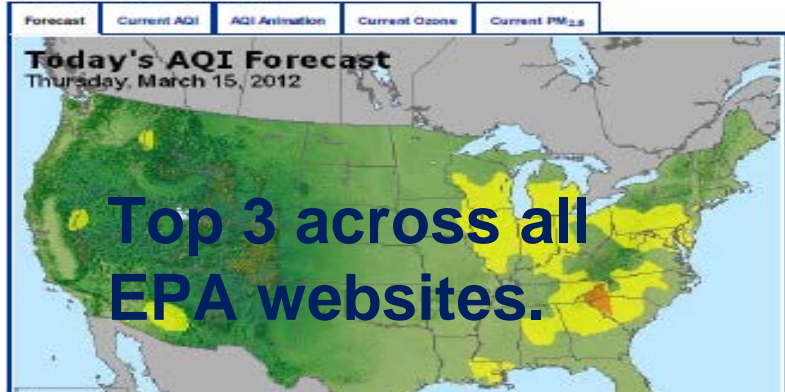 Forecast Current AQI AQI Animation Current Ozone Current PM2.5
Today's AQI Forecast
Thursday, March 15, 2012
Top 3 across all
EPA websites.